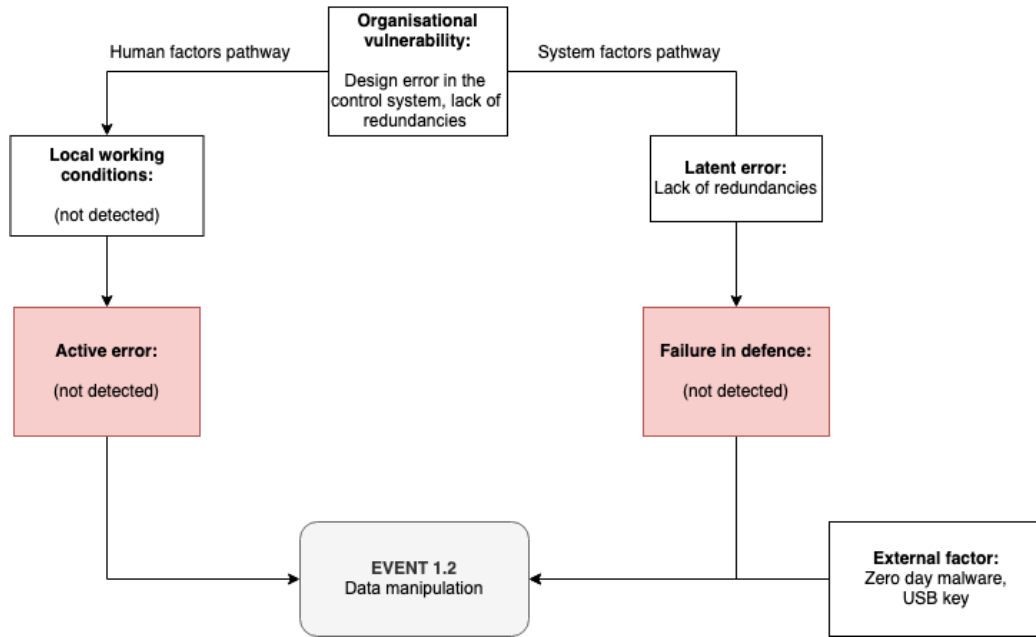 Organisational
vulnerability:
Design error in the
control system, lack of
redundancies
Human factors pathway
System factors pathway
Local working
conditions:
(not detected)
Latent error:
Lack of redundancies
Active error:
(not detected)
Failure in defence:
(not detected)
EVENT 1.2
Data manipulation
External factor:
Zero day malware,
USB key